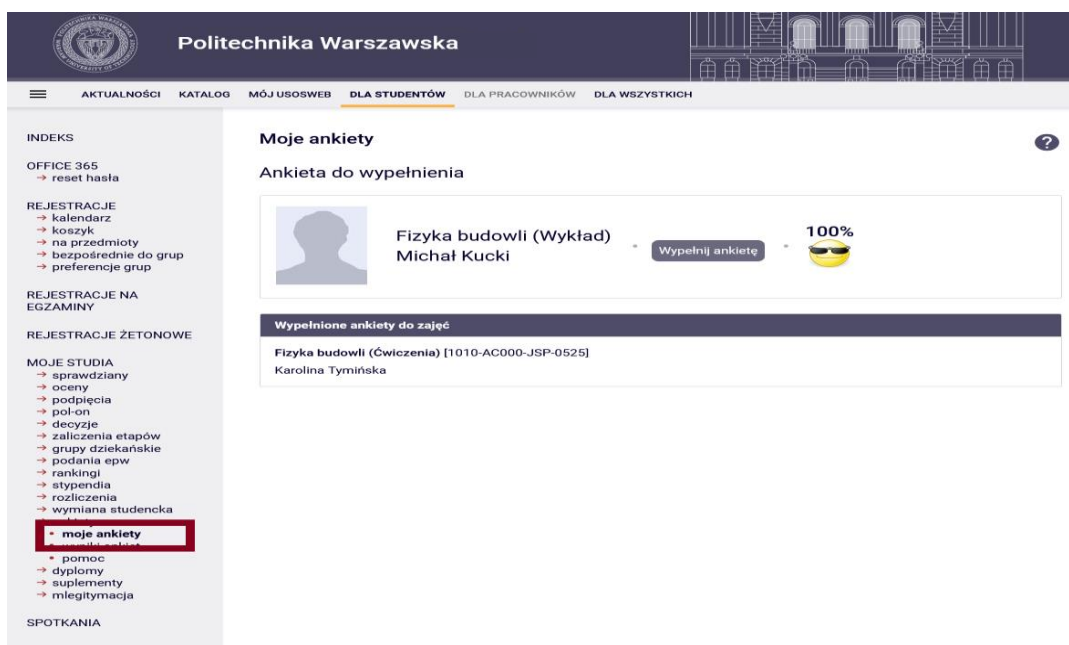 Politechnika Warszawska
AKTUALNOŚCI KATALOG MÓJ USOSWEB DLA STUDENTÓW DLA PRACOWNIKÓW DLA WSZYSTKICH
INDEKS
OFFICE 365
→ reset hasła
REJESTRACJE
→ kalendarz
→ koszyk
→ na przedmioty
→ bezpośrednie do grup
→ preferencje grup
REJESTRACJE NA
EGZAMINY
REJESTRACJE ŻETONOWE
MOJE STUDIA
→ sprawdziany
→ oceny
→ podpięcia
→ pol-on
→ decyzje
→ zaliczenia etapów
→ grupy dziekańskie
→ podania epw
→ rankingi
→ stypendia
→ rozliczenia
→ wymiana studencka
• moje ankiety
• pomoc
→ dyplomy
→ suplementy
→ mlegitymacja
SPOTKANIA
Moje ankiety
?
Ankieta do wypełnienia
Fizyka budowli (Wykład)
Michał Kucki
Wypełnij ankietę
100%
Wypełnione ankiety do zajęć
Fizyka budowli (Ćwiczenia) [1010-AC000-JSP-0525]
Karolina Tymińska